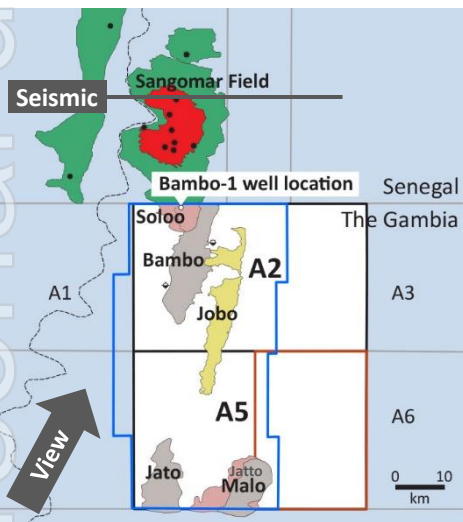 Sangomar Field
Seismic
Bambo-1 well location
Senegal
Soloo
The Gambia
Bambo
A2
A1
A3
Jobo
A5
A6
View
Jato
Jatto
Malo
0 10
km